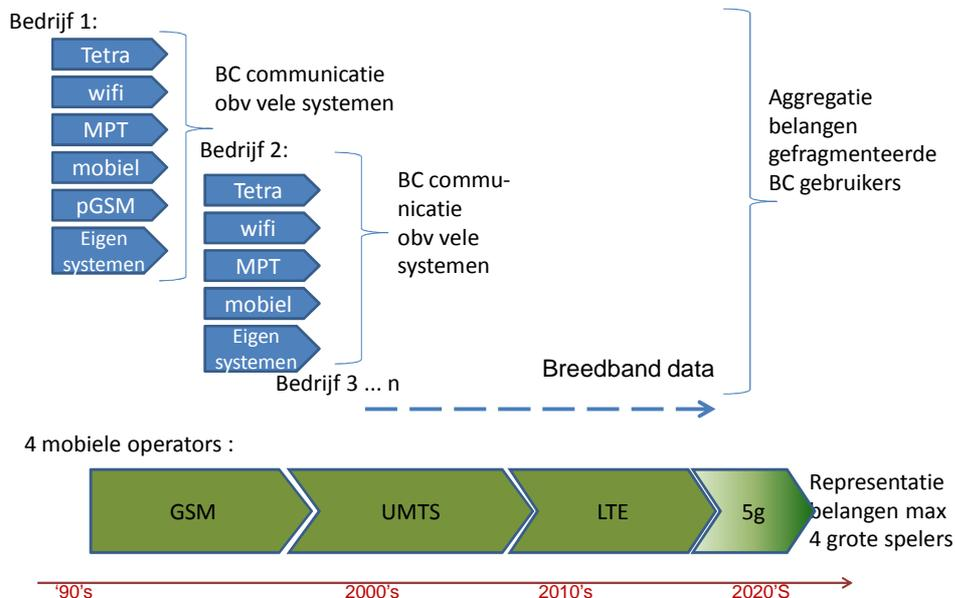 Bedrijf 1:
Tetra
wifi
MPT
mobiel
pGSM
Eigen
systemen
BC communicatie
obv vele systemen
Bedrijf 2:
Tetra
wifi
MPT
mobiel
Eigen
systemen
BC commu-
nicatie
obv vele
systemen
Bedrijf 3 ... n
Breedband data
Aggregatie
belangen
gefragmenteerde
BC gebruikers
4 mobiele operators :
GSM
UMTS
LTE
5g
Representatie
belangen max
4 grote spelers
'90's
2000's
2010's
2020'S